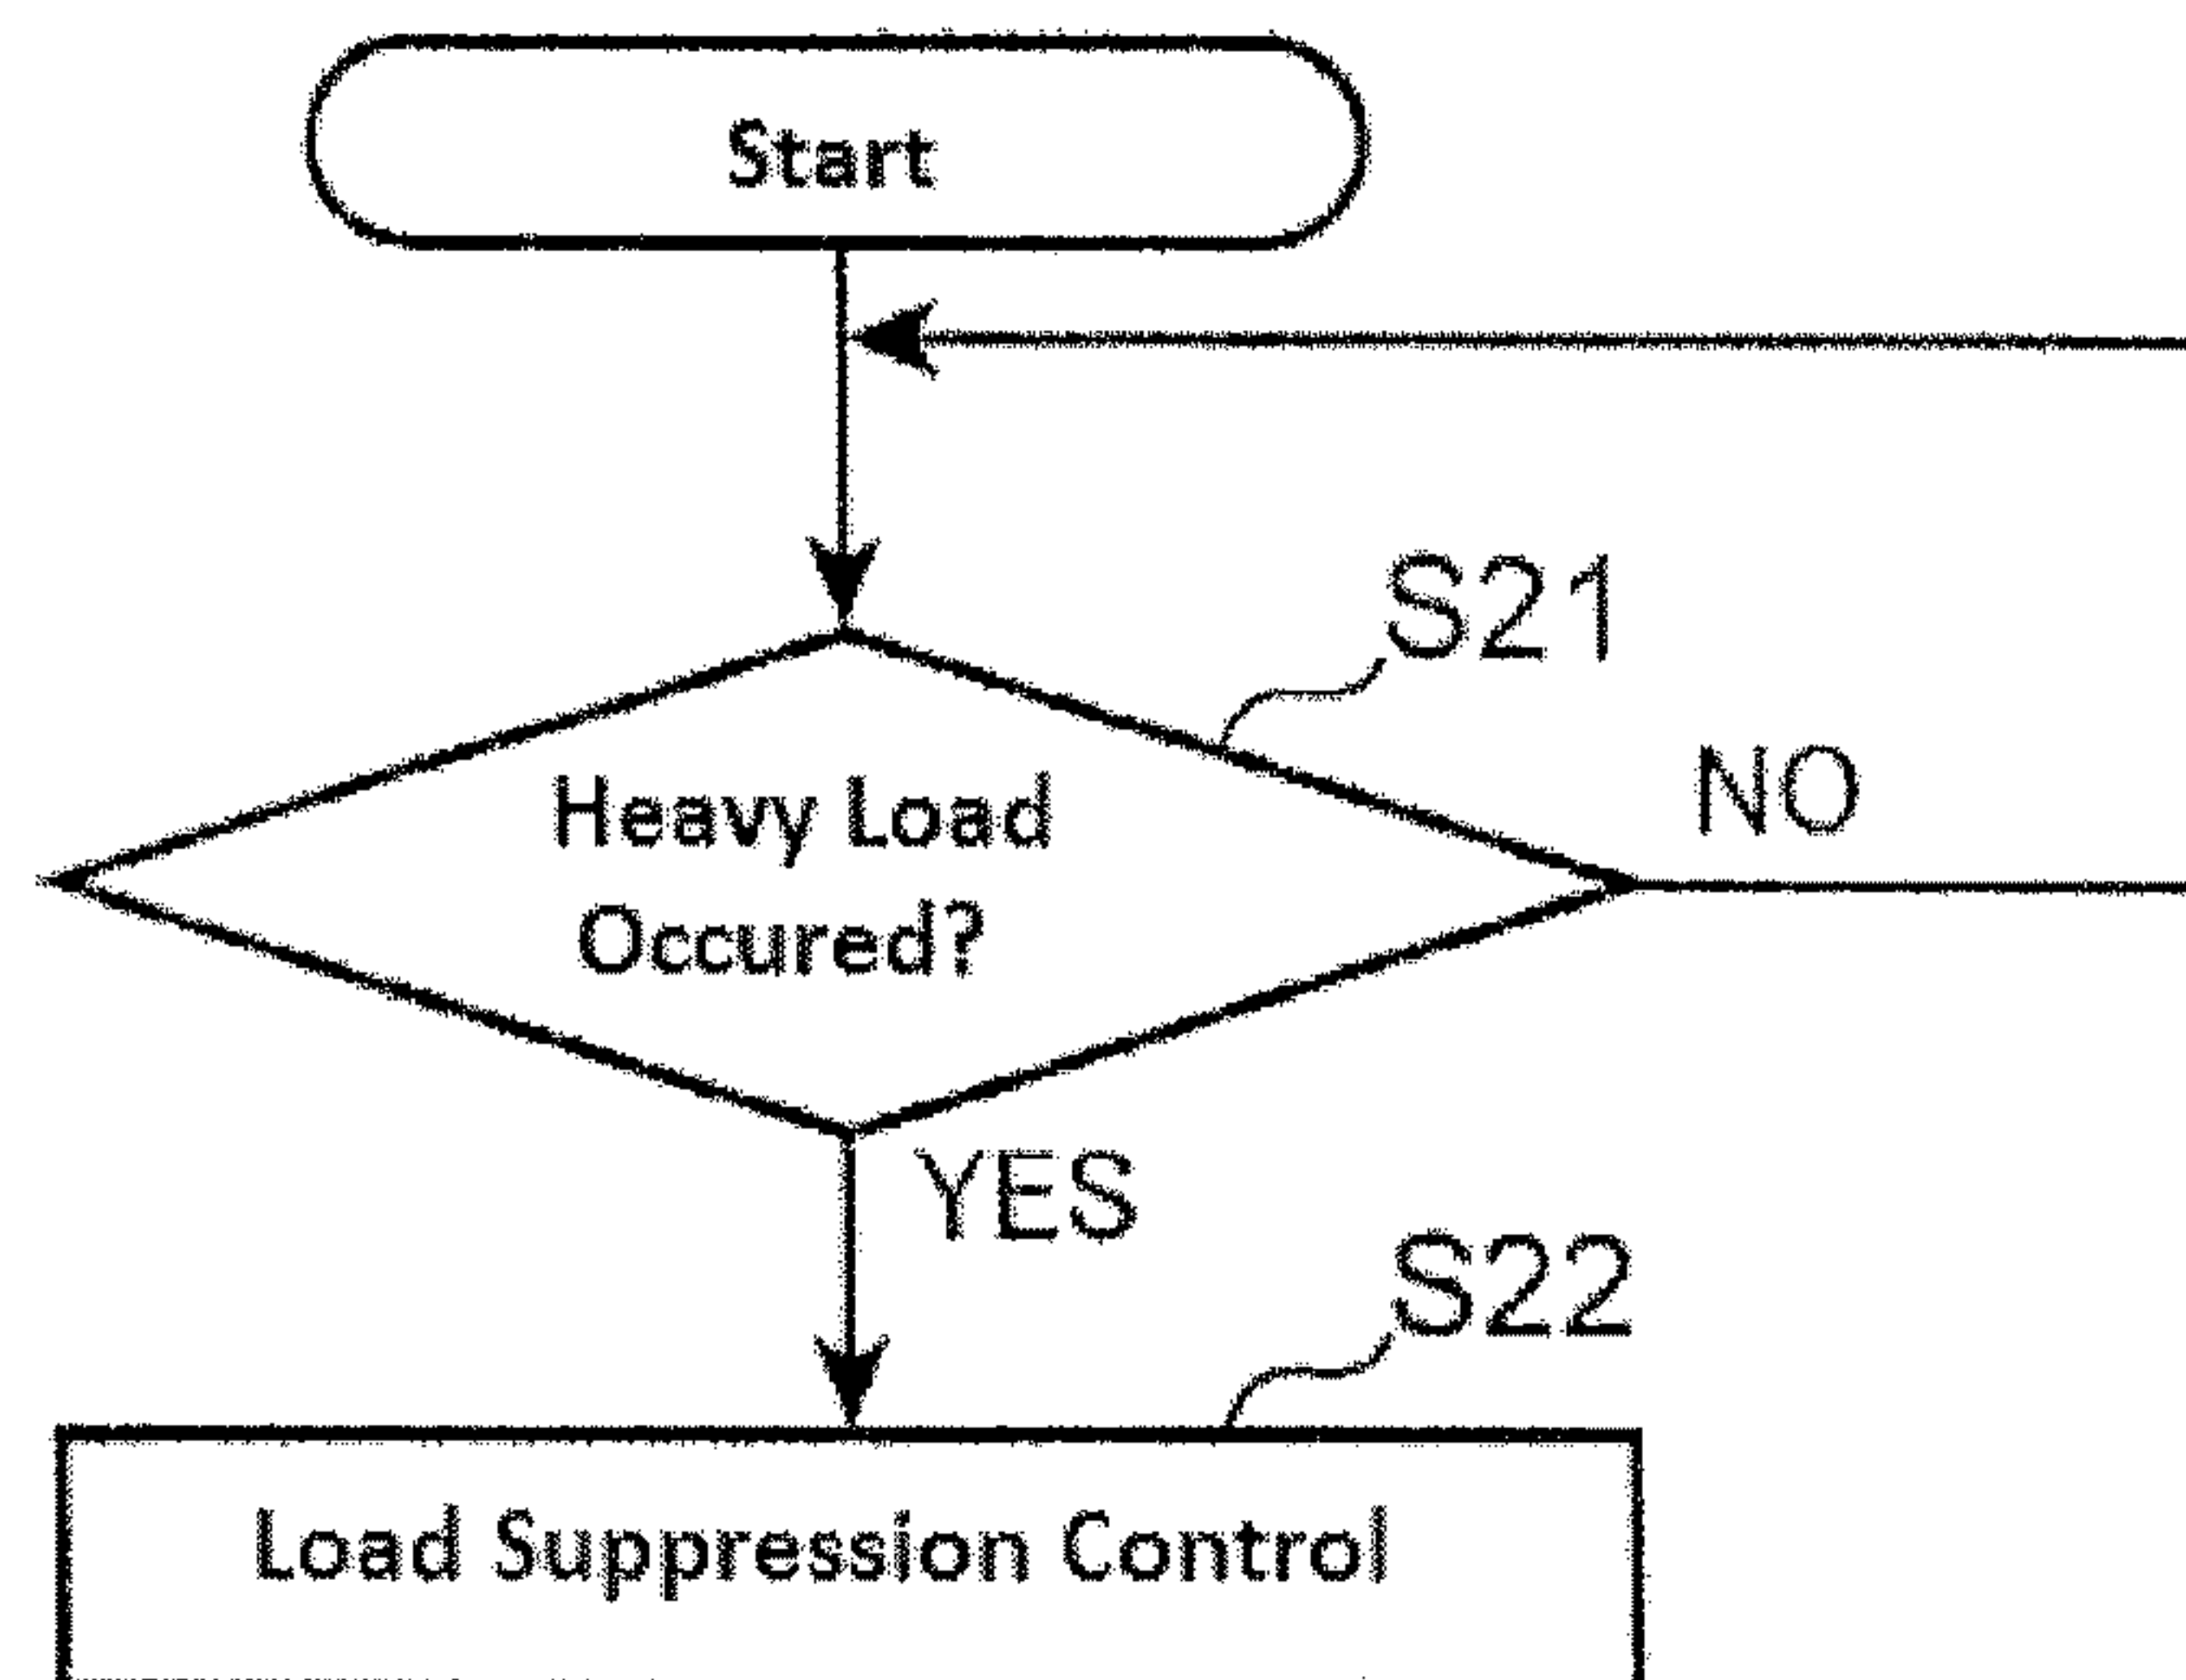 Start
S21
Heavy Load
Occured?
NO
YES
S22
Load Suppression Control